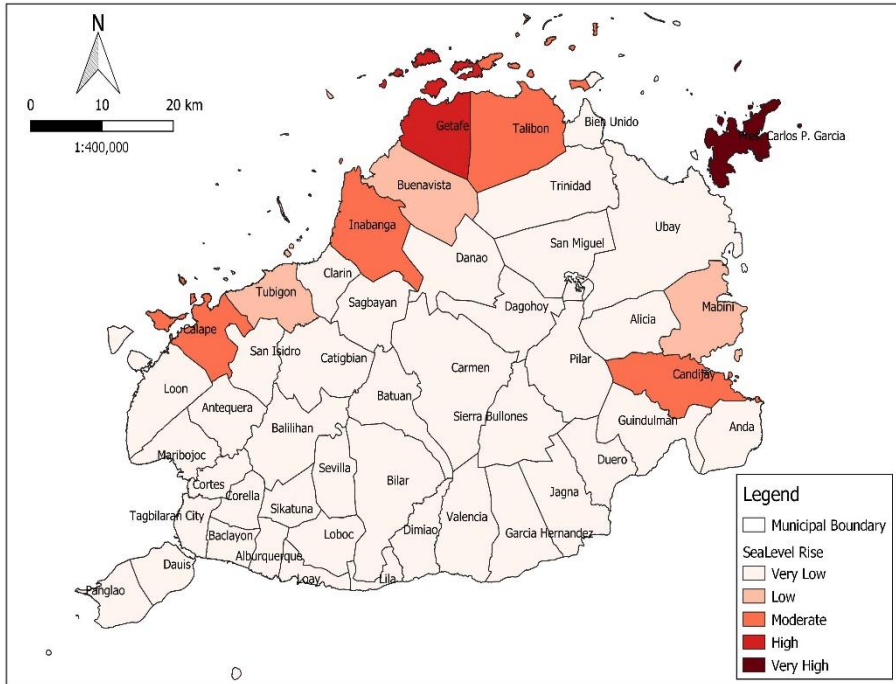 N
0 10 20 km
1:400,000
Getafe
Talibon
Bien Unido
Pres. Carlos P. Garcia
Buenavista
Trinidad
Inabanga
Ubay
San Miguel
Danao
Clarin
Tubigon
Sagbayan
Dagohoy
Mabini
Alicia
Calape
San Isidro
Catigbian
Carmen
Pilar
Candijay
Loon
Batuan
Antequera
Sierra Bullones
Guindulman
Balilihan
Anda
Maribojoc
Duero
Sevilla
Bilar
Cortes
Corella
Jagna
Sikatuna
Tagbilaran City
Valencia
Dimiao
Garcia Hernandez
Baclayon
Loboc
Alburquerque
Dauis
Loay
Lila
Panglao
Legend
Municipal Boundary
SeaLevel Rise
Very Low
Low
Moderate
High
Very High